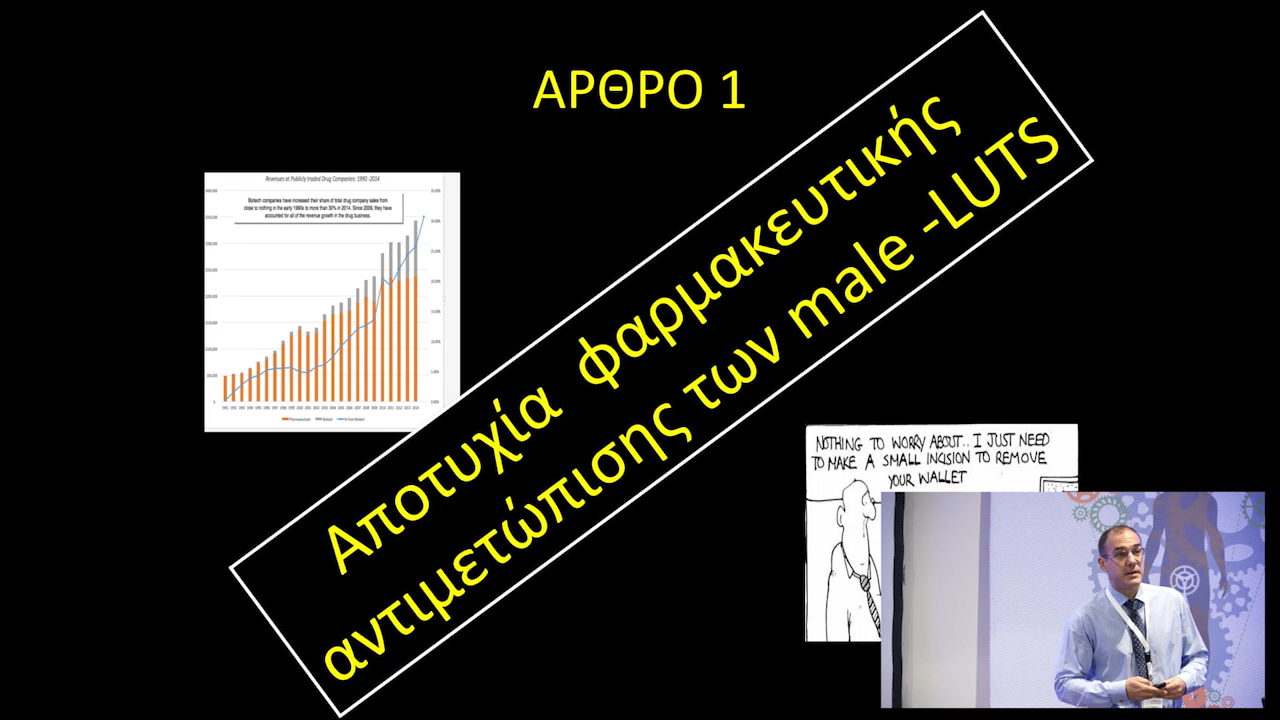 ΑΡΘΡΟ 1
Revenues at Publicly traded Drug Companies: 1990-2014
Biotech companies have increased their share of total drug company sales from
close to nothing in the early 1990s to more than 30% in 2014. Since 2009, they have
accounted for all of the revenue growth in the drug business.
Αποτυχία φαρμακευτικής
αντιμετώπισης των male -LUTS
NOTHING TO WORRY ABOUT.. I JUST NEED
TO MAKE A SMALL INCISION TO REMOVE
YOUR WALLET